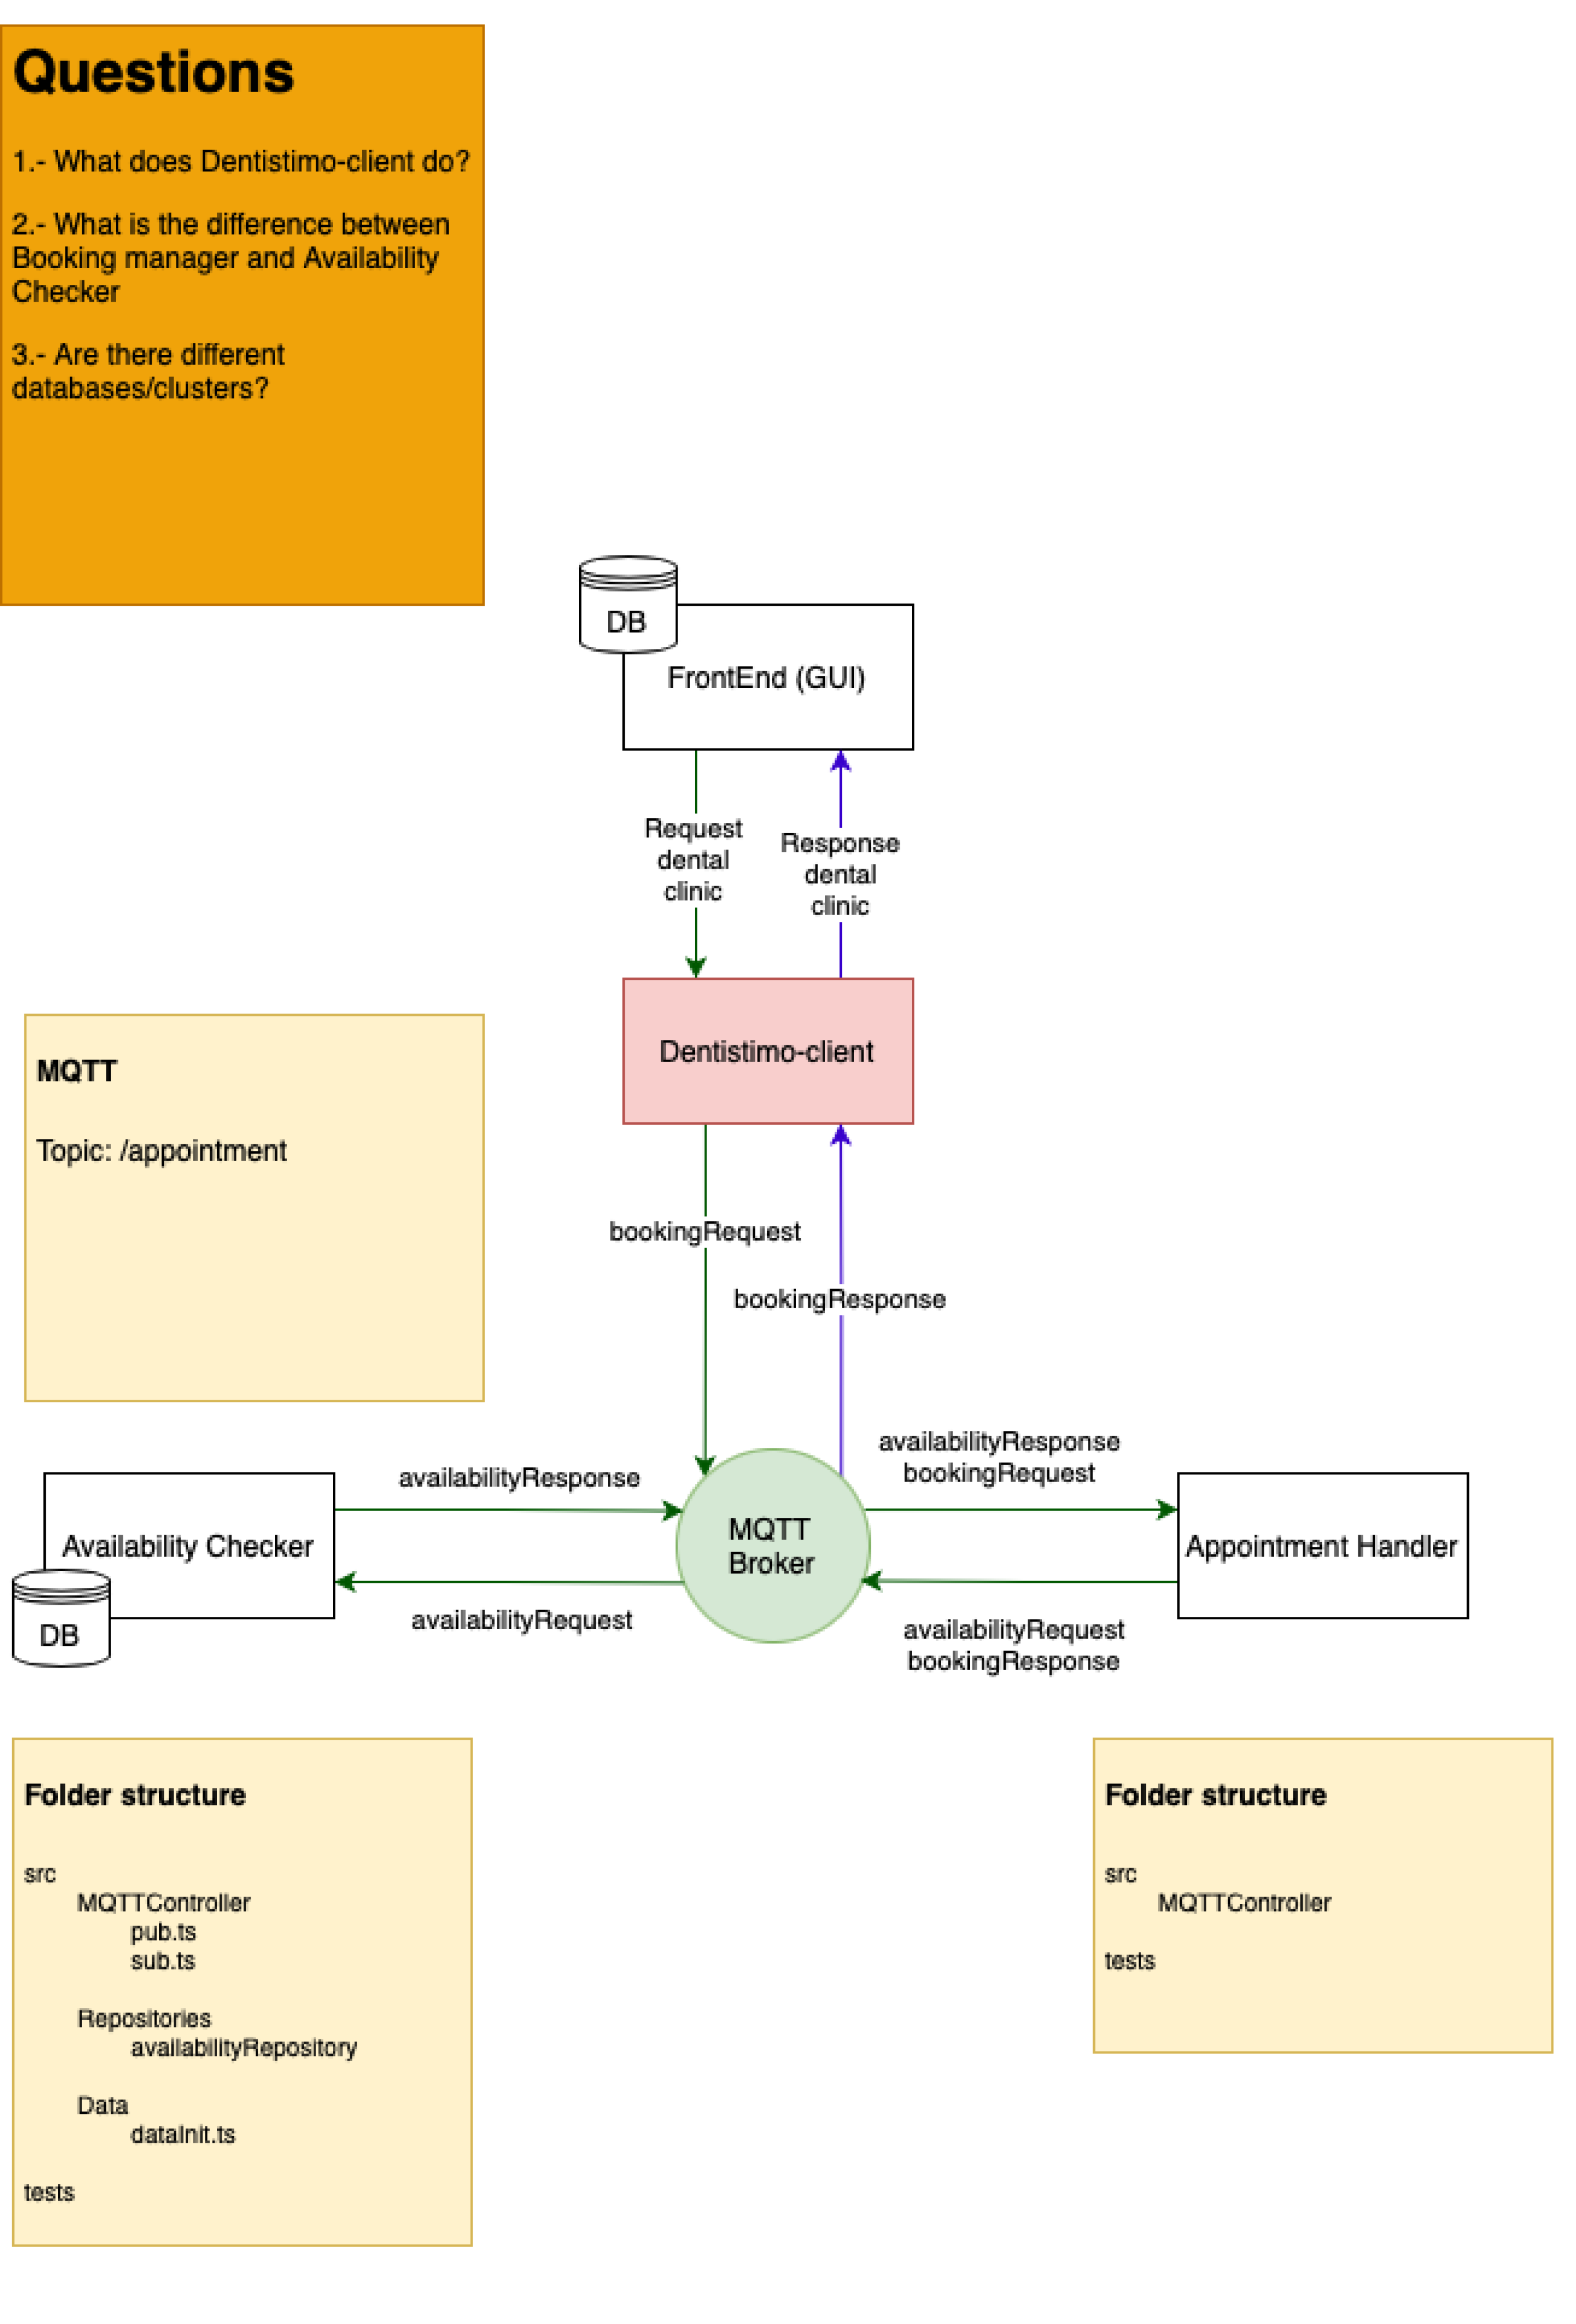 Questions
1.- What does Dentistimo-client do?
2.- What is the difference between
Booking manager and Availability
Checker
3.- Are there different
databases/clusters?
DB
FrontEnd (GUI)
Request
dental
clinic
Response
dental
clinic
Dentistimo-client
MQTT
Topic: /appointment
bookingRequest
bookingResponse
availabilityResponse
availabilityResponse
bookingRequest
Availability Checker
DB
MQTT
Broker
Appointment Handler
availabilityRequest
availabilityRequest
bookingResponse
Folder structure
src
MQTTController
pub.ts
sub.ts
Repositories
availabilityRepository
Data
dataInit.ts
tests
Folder structure
src
MQTTController
tests